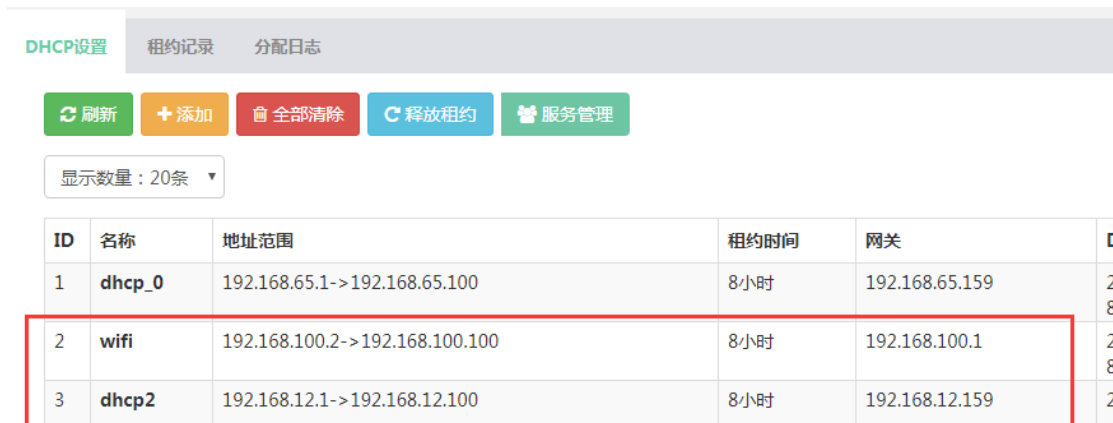 DHCP设置 租约记录 分配日志
刷新 添加 全部清除 释放租约 服务管理
显示数量：20条
ID 名称 地址范围 租约时间 网关
1 dhcp_0 192.168.65.1->192.168.65.100 8小时 192.168.65.159
2 wifi 192.168.100.2->192.168.100.100 8小时 192.168.100.1
3 dhcp2 192.168.12.1->192.168.12.100 8小时 192.168.12.159